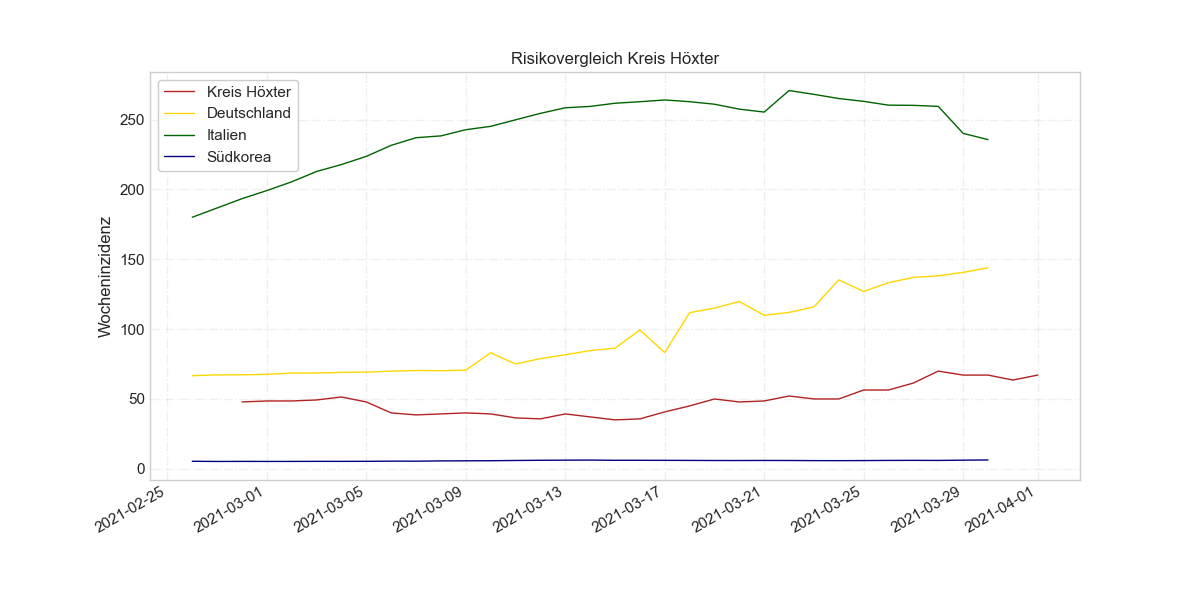 Risikovergleich Kreis Höxter
Kreis Höxter
Deutschland
Italien
Südkorea
Wocheninzidenz
250
200
150
100
50
0
2021-02-25
2021-03-01
2021-03-05
2021-03-09
2021-03-13
2021-03-17
2021-03-21
2021-03-25
2021-03-29
2021-04-01